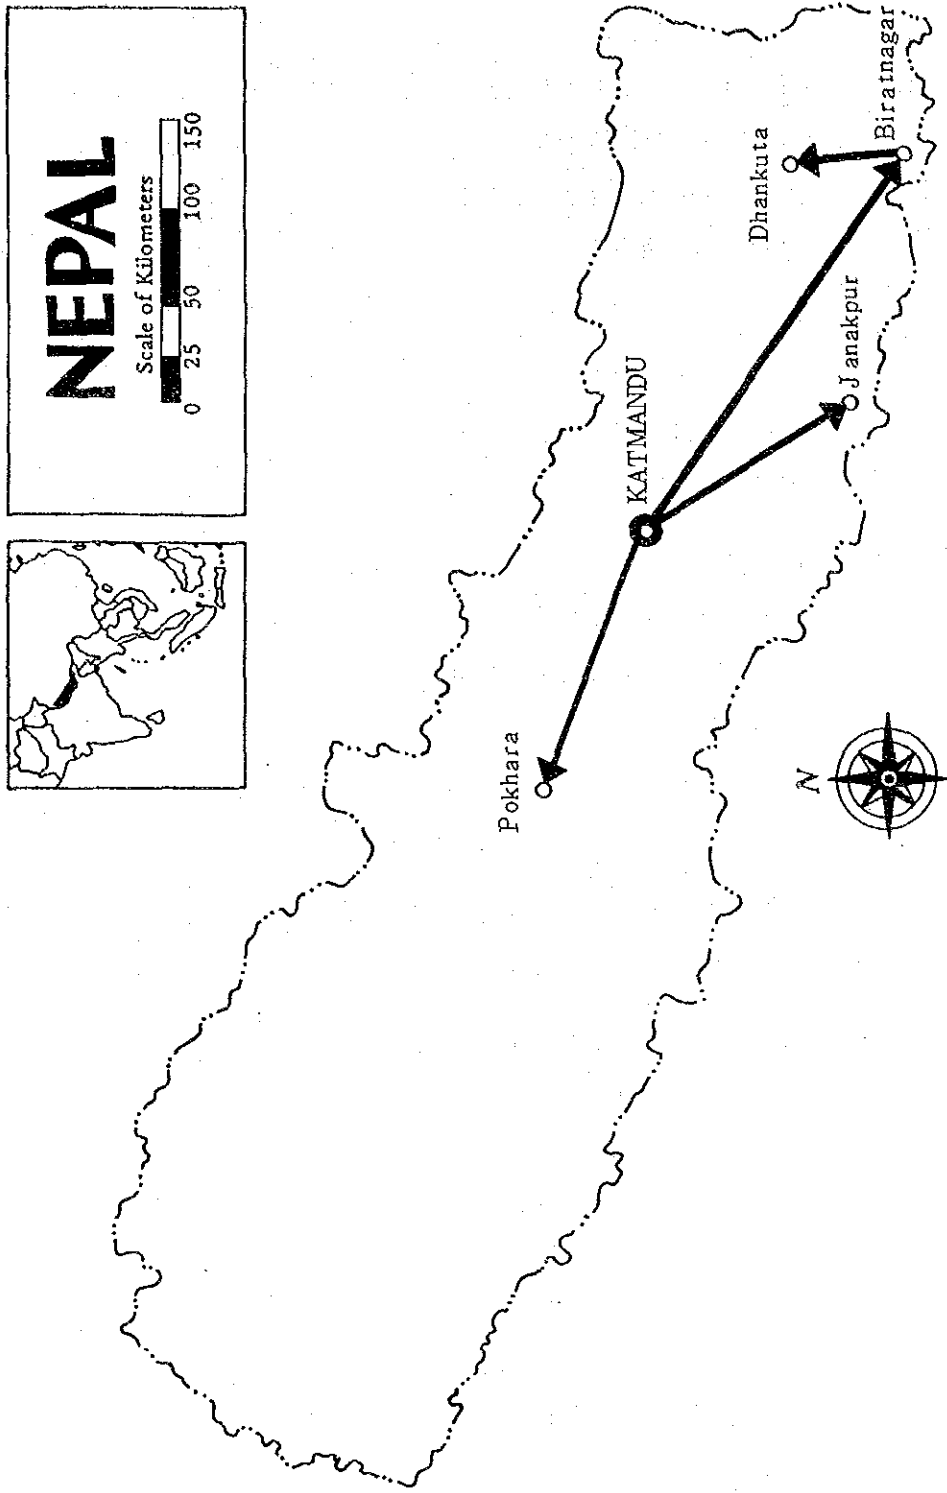 NEPAL
Scale of Kilometers
0 25 50 100 150
Pokhara
KATMANDU
Janakpur
Dhankuta
Biratnagar
N